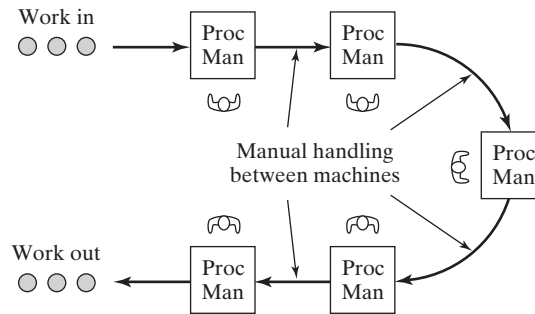 Work in
Proc
Man
Proc
Man
Proc
Man
Manual handling
between machines
Work out
Proc
Man
Proc
Man